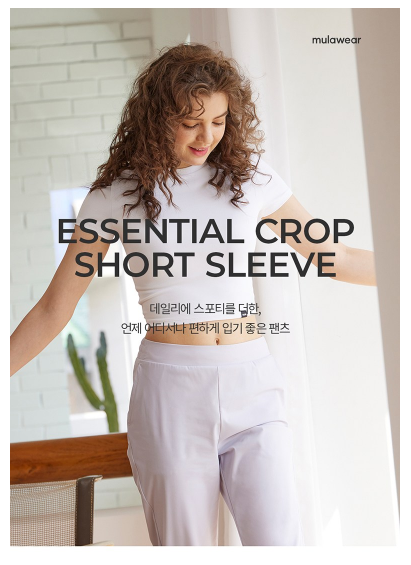 mulawear
ESSENTIAL CROP
SHORT SLEEVE
데일리에 스포티를 더한,
언제 어디서나 편하게 입기 좋은 팬츠